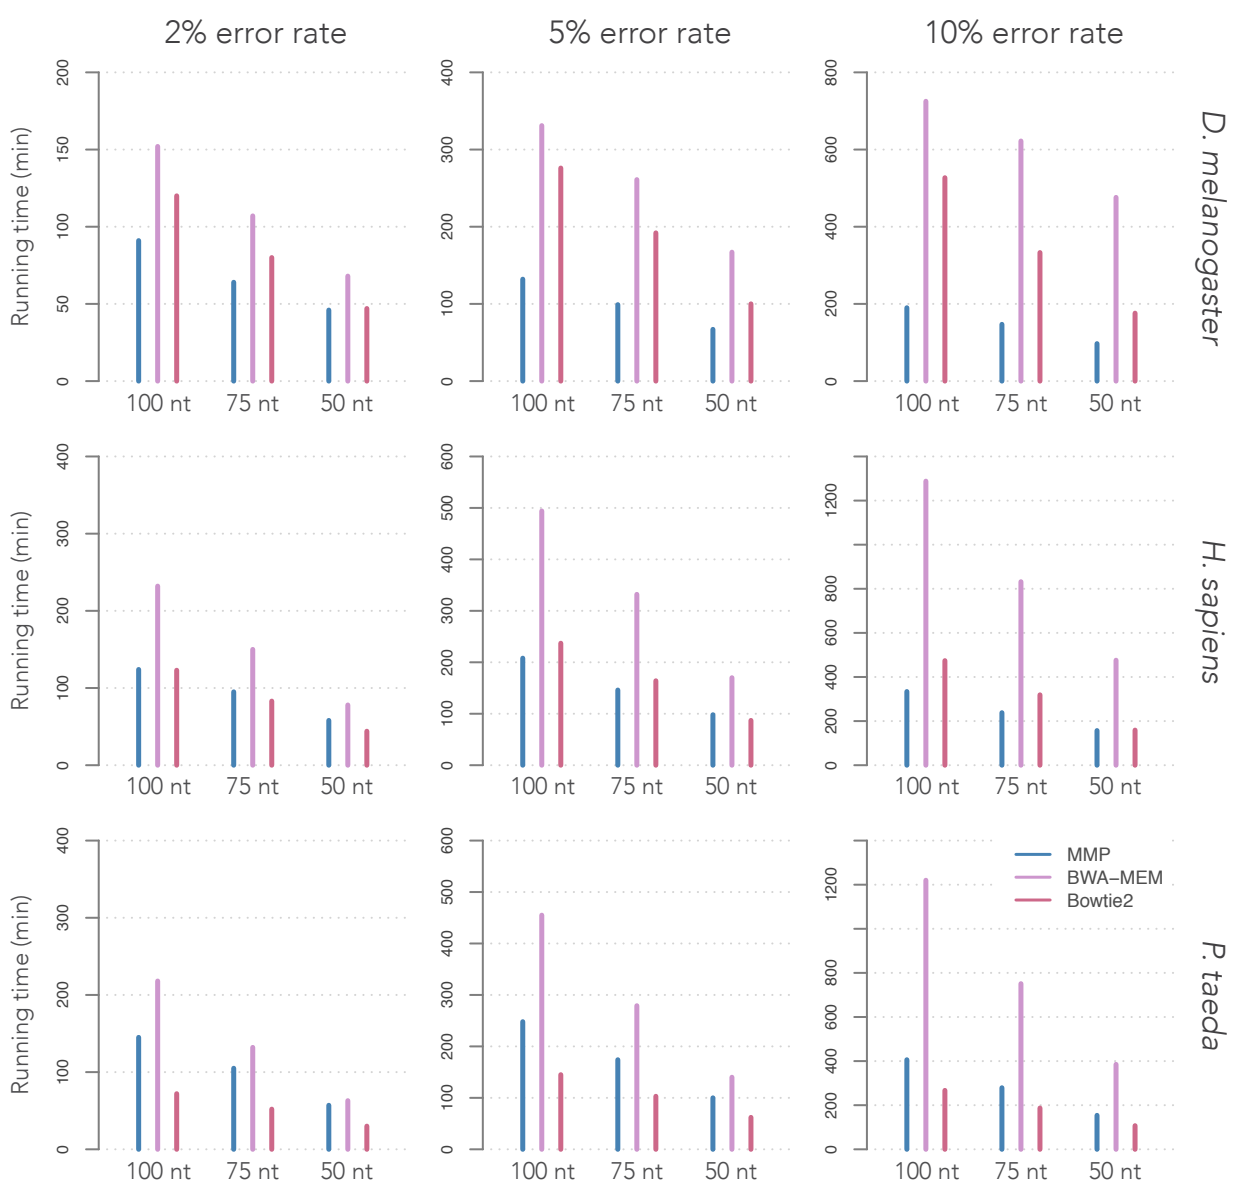 2% error rate
5% error rate
10% error rate
Running time (min)
0
50
100
150
200
100 nt
75 nt
50 nt
0
100
200
300
400
100 nt
75 nt
50 nt
0
200
400
600
800
100 nt
75 nt
50 nt
D. melanogaster
Running time (min)
0
100
200
300
400
100 nt
75 nt
50 nt
0
100
200
300
400
500
600
100 nt
75 nt
50 nt
0
200
400
600
800
1200
100 nt
75 nt
50 nt
H. sapiens
Running time (min)
0
100
200
300
400
100 nt
75 nt
50 nt
0
100
200
300
400
500
600
100 nt
75 nt
50 nt
0
200
400
600
800
1200
100 nt
75 nt
50 nt
MMP
BWA−MEM
Bowtie2
P. taeda